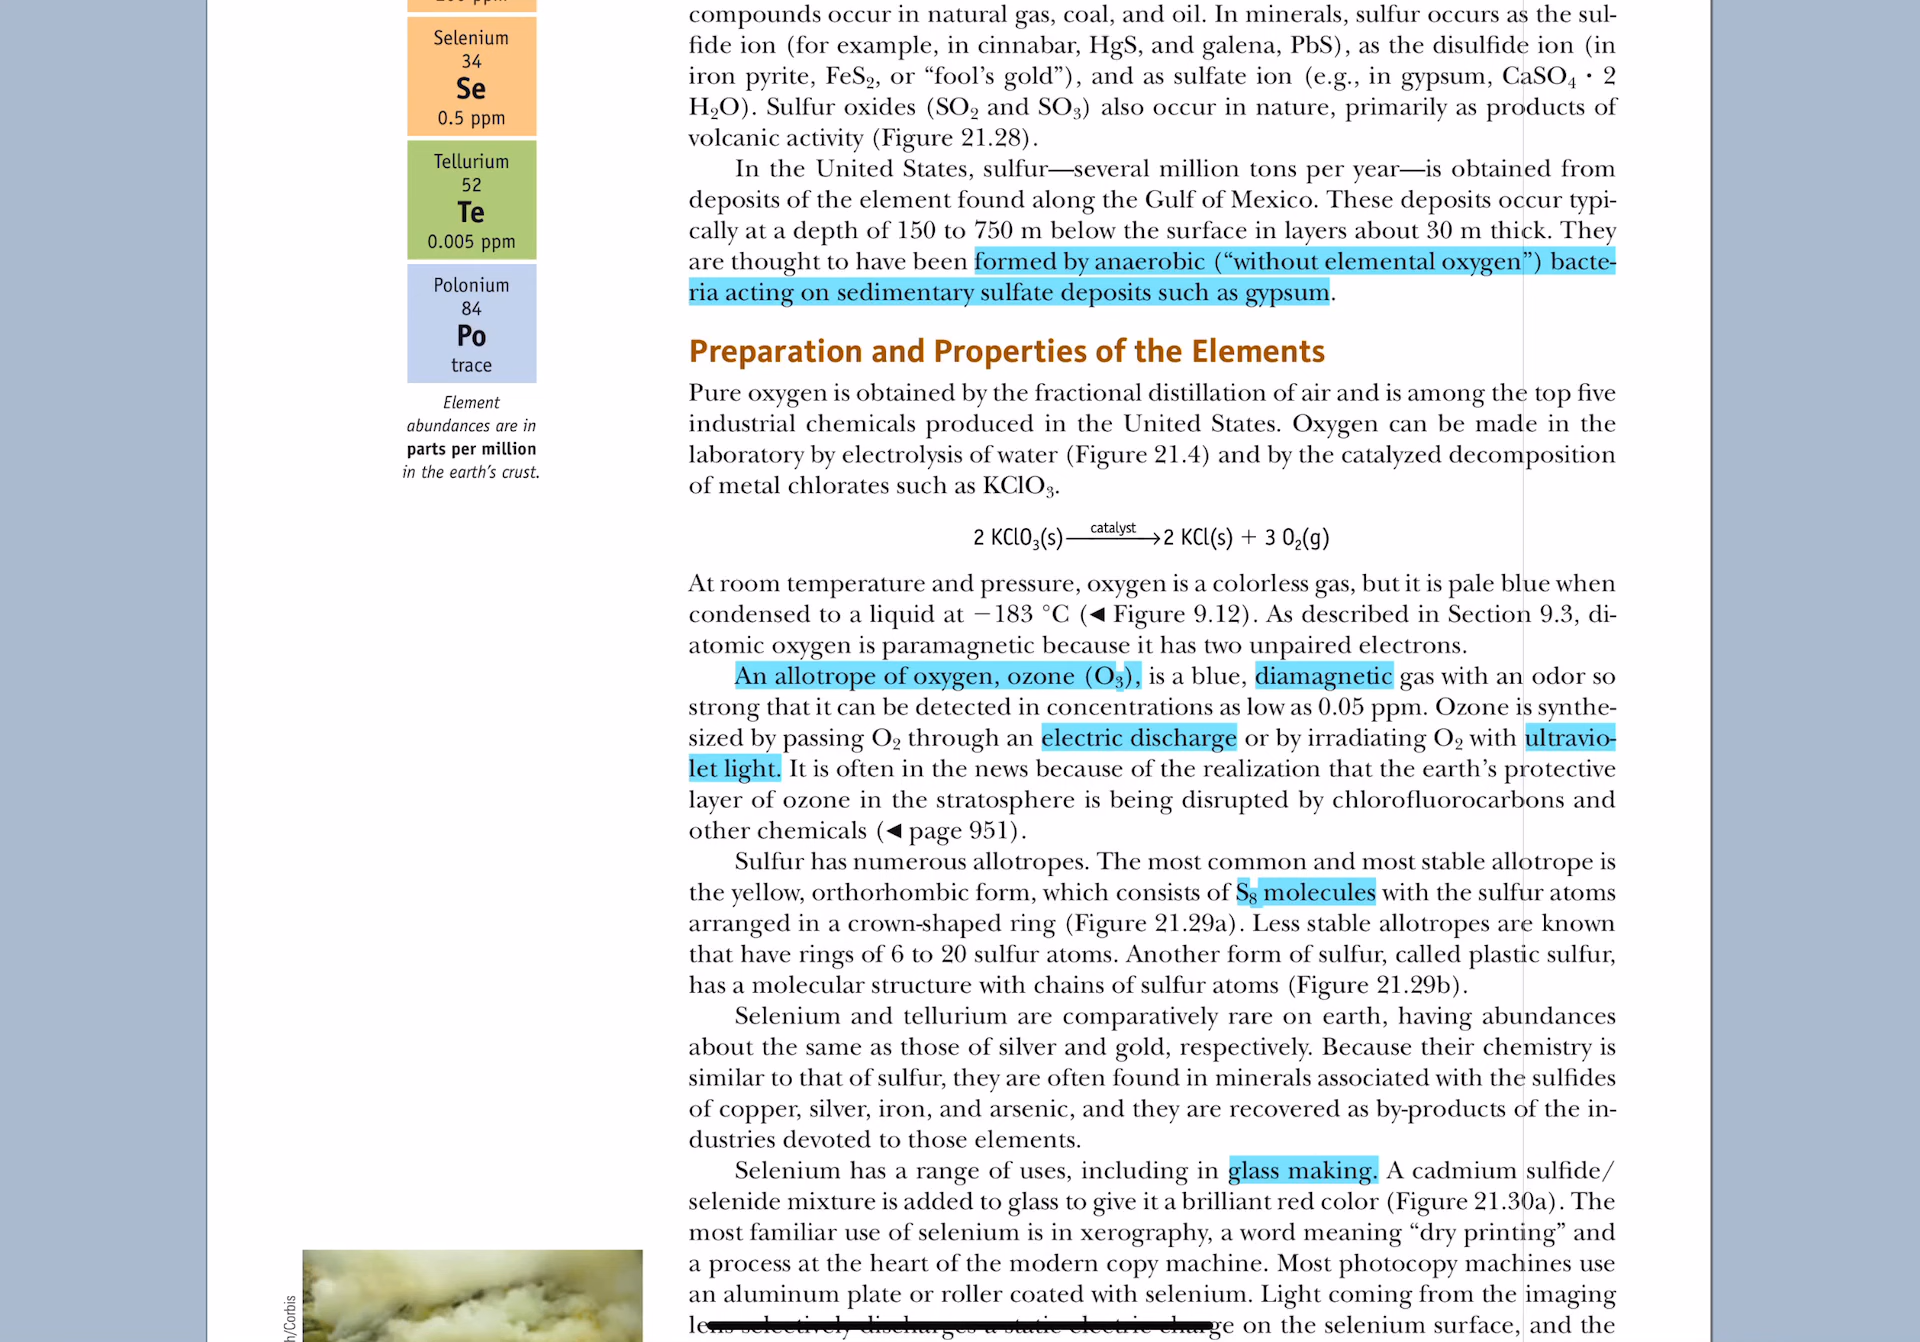 Selenium
34
Se
0.5 ppm
Tellurium
52
Te
0.005 ppm
Polonium
84
Po
trace
Element
abundances are in
parts per million
in the earth's crust.
h/Corbis
compounds occur in natural gas, coal, and oil. In minerals, sulfur occurs as the sul-
fide ion (for example, in cinnabar, HgS, and galena, PbS), as the disulfide ion (in
iron pyrite, FeS₂, or “fool’s gold”), and as sulfate ion (e.g., in gypsum, CaSO₄ · 2
H₂O). Sulfur oxides (SO₂ and SO₃) also occur in nature, primarily as products of
volcanic activity (Figure 21.28).
In the United States, sulfur—several million tons per year—is obtained from
deposits of the element found along the Gulf of Mexico. These deposits occur typi-
cally at a depth of 150 to 750 m below the surface in layers about 30 m thick. They
are thought to have been formed by anaerobic (“without elemental oxygen”) bacte-
ria acting on sedimentary sulfate deposits such as gypsum.
Preparation and Properties of the Elements
Pure oxygen is obtained by the fractional distillation of air and is among the top five
industrial chemicals produced in the United States. Oxygen can be made in the
laboratory by electrolysis of water (Figure 21.4) and by the catalyzed decomposition
of metal chlorates such as KClO₃.
2 KClO₃(s) catalyst → 2 KCl(s) + 3 O₂(g)
At room temperature and pressure, oxygen is a colorless gas, but it is pale blue when
condensed to a liquid at −183 °C (◄ Figure 9.12). As described in Section 9.3, di-
atomic oxygen is paramagnetic because it has two unpaired electrons.
An allotrope of oxygen, ozone (O₃), is a blue, diamagnetic gas with an odor so
strong that it can be detected in concentrations as low as 0.05 ppm. Ozone is synthe-
sized by passing O₂ through an electric discharge or by irradiating O₂ with ultravio-
let light. It is often in the news because of the realization that the earth’s protective
layer of ozone in the stratosphere is being disrupted by chlorofluorocarbons and
other chemicals (◄ page 951).
Sulfur has numerous allotropes. The most common and most stable allotrope is
the yellow, orthorhombic form, which consists of S₈ molecules with the sulfur atoms
arranged in a crown-shaped ring (Figure 21.29a). Less stable allotropes are known
that have rings of 6 to 20 sulfur atoms. Another form of sulfur, called plastic sulfur,
has a molecular structure with chains of sulfur atoms (Figure 21.29b).
Selenium and tellurium are comparatively rare on earth, having abundances
about the same as those of silver and gold, respectively. Because their chemistry is
similar to that of sulfur, they are often found in minerals associated with the sulfides
of copper, silver, iron, and arsenic, and they are recovered as by-products of the in-
dustries devoted to those elements.
Selenium has a range of uses, including in glass making. A cadmium sulfide/
selenide mixture is added to glass to give it a brilliant red color (Figure 21.30a). The
most familiar use of selenium is in xerography, a word meaning “dry printing” and
a process at the heart of the modern copy machine. Most photocopy machines use
an aluminum plate or roller coated with selenium. Light coming from the imaging
lens selectively discharges a static electric charge on the selenium surface, and the